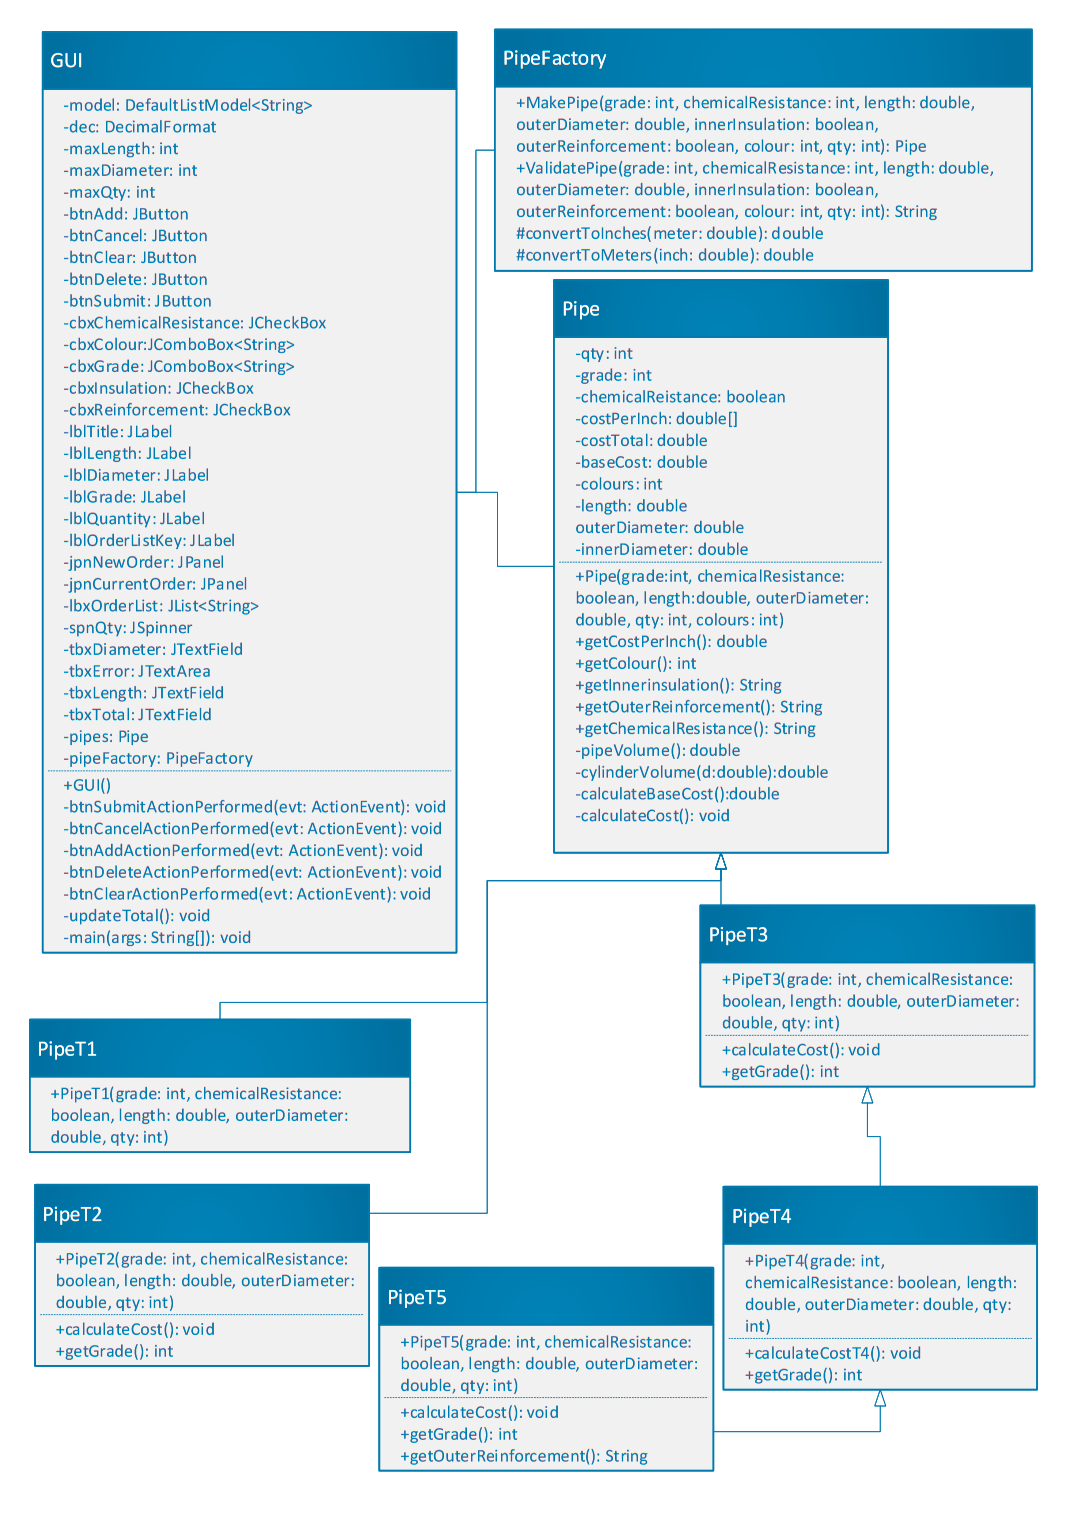 GUI
-model: DefaultListModel<String>
-dec: DecimalFormat
-maxLength: int
-maxDiameter: int
-maxQty: int
-btnAdd: JButton
-btnCancel: JButton
-btnClear: JButton
-btnDelete: JButton
-btnSubmit: JButton
-cbxChemicalResistance: JCheckBox
-cbxColour:JComboBox<String>
-cbxGrade: JComboBox<String>
-cbxInsulation: JCheckBox
-cbxReinforcement: JCheckBox
-lblTitle: JLabel
-lblLength: JLabel
-lblDiameter: JLabel
-lblGrade: JLabel
-lblQuantity: JLabel
-lblOrderListKey: JLabel
-jpnNewOrder: JPanel
-jpnCurrentOrder: JPanel
-lbxOrderList: JList<String>
-spnQty: JSpinner
-tbxDiameter: JTextField
-tbxError: JTextArea
-tbxLength: JTextField
-tbxTotal: JTextField
-pipes: Pipe
-pipeFactory: PipeFactory
+GUI()
-btnSubmitActionPerformed(evt: ActionEvent): void
-btnCancelActionPerformed(evt: ActionEvent): void
-btnAddActionPerformed(evt: ActionEvent): void
-btnDeleteActionPerformed(evt: ActionEvent): void
-btnClearActionPerformed(evt: ActionEvent): void
-updateTotal(): void
-main(args: String[]): void
PipeFactory
+MakePipe(grade: int, chemicalResistance: int, length: double,
outerDiameter: double, innerInsulation: boolean,
outerReinforcement: boolean, colour: int, qty: int): Pipe
+ValidatePipe(grade: int, chemicalResistance: int, length: double,
outerDiameter: double, innerInsulation: boolean,
outerReinforcement: boolean, colour: int, qty: int): String
#convertToInches(meter: double): double
#convertToMeters(inch: double): double
Pipe
-qty: int
-grade: int
-chemicalReistance: boolean
-costPerInch: double[]
-costTotal: double
-baseCost: double
-colours: int
-length: double
outerDiameter: double
-innerDiameter: double
+Pipe(grade:int, chemicalResistance:
boolean, length:double, outerDiameter:
double, qty: int, colours: int)
+getCostPerInch(): double
+getColour(): int
+getInnerinsulation(): String
+getOuterReinforcement(): String
+getChemicalResistance(): String
-pipeVolume(): double
-cylinderVolume(d:double):double
-calculateBaseCost():double
-calculateCost(): void
PipeT3
+PipeT3(grade: int, chemicalResistance:
boolean, length: double, outerDiameter:
double, qty: int)
+calculateCost(): void
+getGrade(): int
PipeT1
+PipeT1(grade: int, chemicalResistance:
boolean, length: double, outerDiameter:
double, qty: int)
PipeT2
+PipeT2(grade: int, chemicalResistance:
boolean, length: double, outerDiameter:
double, qty: int)
+calculateCost(): void
+getGrade(): int
PipeT4
+PipeT4(grade: int,
chemicalResistance: boolean, length:
double, outerDiameter: double, qty:
int)
+calculateCostT4(): void
+getGrade(): int
PipeT5
+PipeT5(grade: int, chemicalResistance:
boolean, length: double, outerDiameter:
double, qty: int)
+calculateCost(): void
+getGrade(): int
+getOuterReinforcement(): String